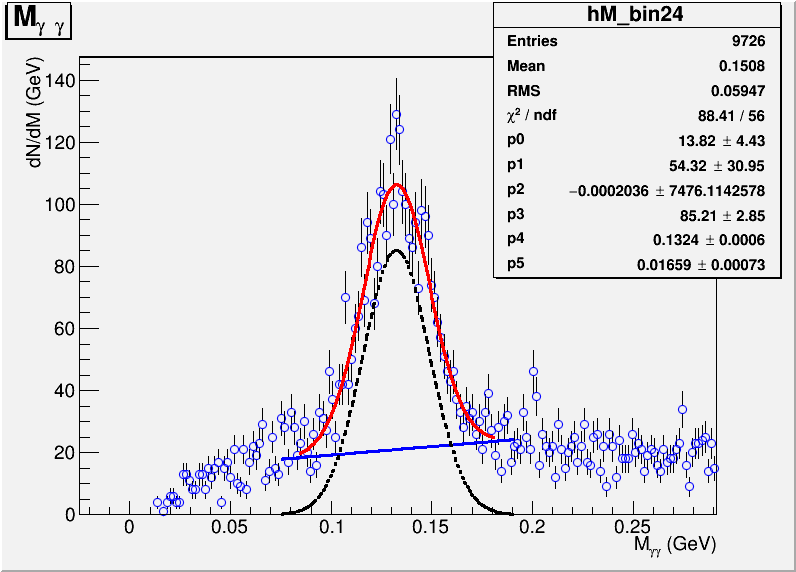 M γ γ
hM_bin24
Entries 9726
Mean 0.1508
RMS 0.05947
χ² / ndf 88.41 / 56
p0 13.82 ± 4.43
p1 54.32 ± 30.95
p2 −0.0002036 ± 7476.1142578
p3 85.21 ± 2.85
p4 0.1324 ± 0.0006
p5 0.01659 ± 0.00073
dN/dM (GeV)
140
120
100
80
60
40
20
0
0 0.05 0.1 0.15 0.2 0.25
Mγγ (GeV)